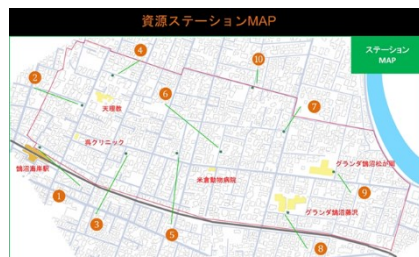 資源ステーションMAP
ステーション
MAP
④
⑩
②
天理教
⑥
⑦
呉クリニック
鵠沼海岸駅
米倉動物病院
グランダ鵠沼松が岡
①
⑨
グランダ鵠沼藤沢
③
⑤
⑧